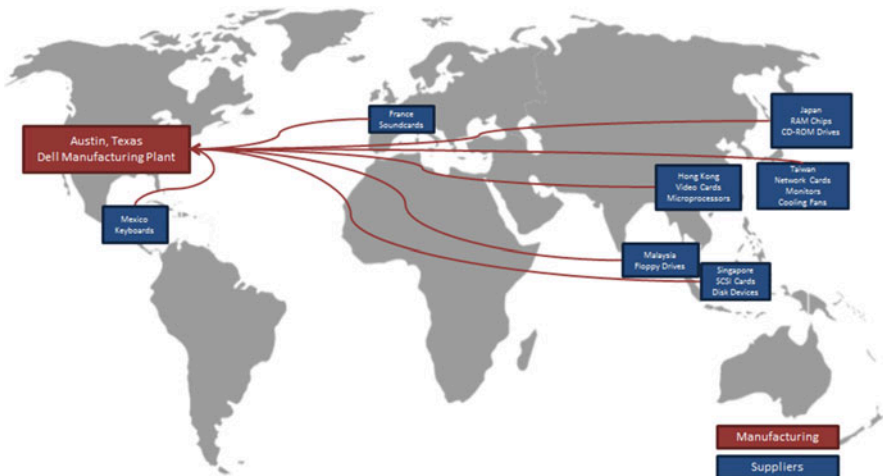 France
Soundcards
Japan
RAM Chips
CD-ROM Drives
Austin, Texas
Dell Manufacturing Plant
Taiwan
Network Cards
Monitors
Cooling Fans
Hong Kong
Video Cards
Microprocessors
Mexico
Keyboards
Malaysia
Floppy Drives
Singapore
SCSI Cards
Disk Devices
Manufacturing
Suppliers